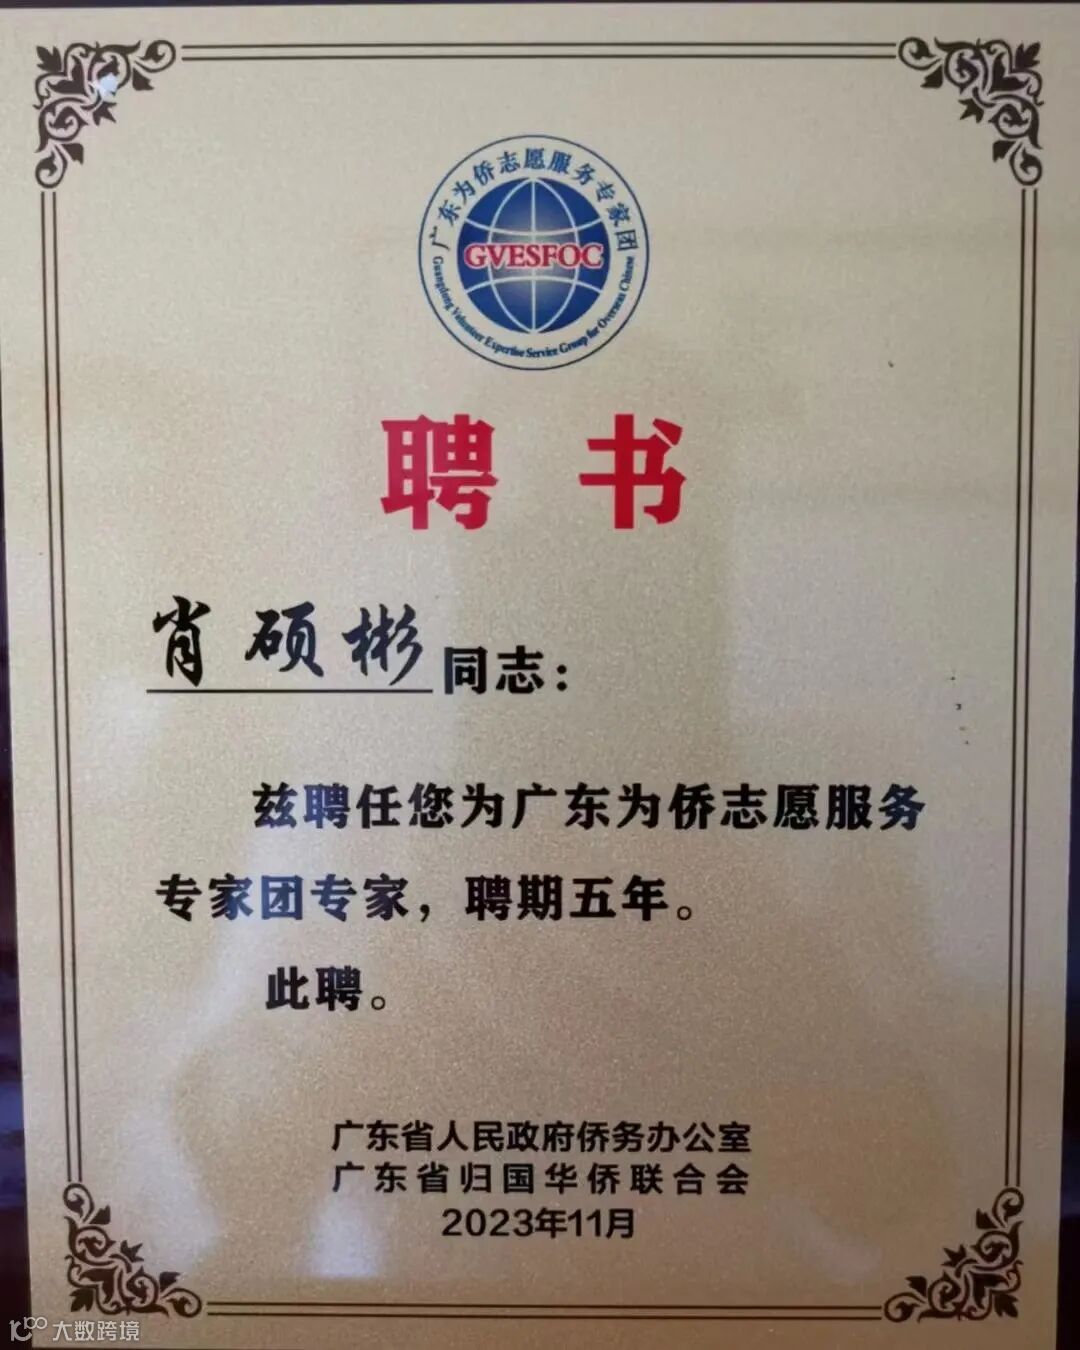 广东为侨志愿服务专家团
GVESFOC
Guangdong Volunteer Expertise Service Group for Overseas Chinese
聘书
肖硕彬同志：
兹聘任您为广东为侨志愿服务
专家团专家，聘期五年。
此聘。
广东省人民政府侨务办公室
广东省归国华侨联合会
2023年11月
大数跨境